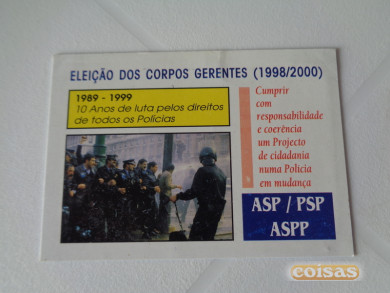 ELEIÇÃO DOS CORPOS GERENTES (1998/2000)
1989 - 1999
10 Anos de luta pelos direitos
de todos os Polícias
Cumprir
com
responsabilidade
e coerência
um Projecto
de cidadania
numa Polícia
em mudança
ASP / PSP
ASPP
coisas